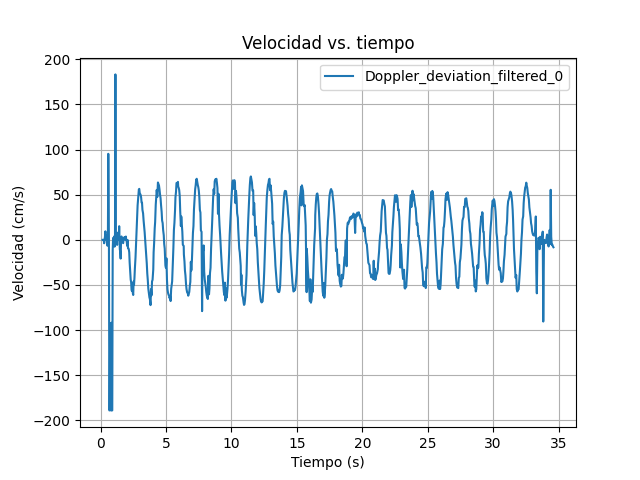 Velocidad vs. tiempo
Doppler_deviation_filtered_0
200
150
100
50
0
−50
−100
−150
−200
Velocidad (cm/s)
0 5 10 15 20 25 30 35
Tiempo (s)